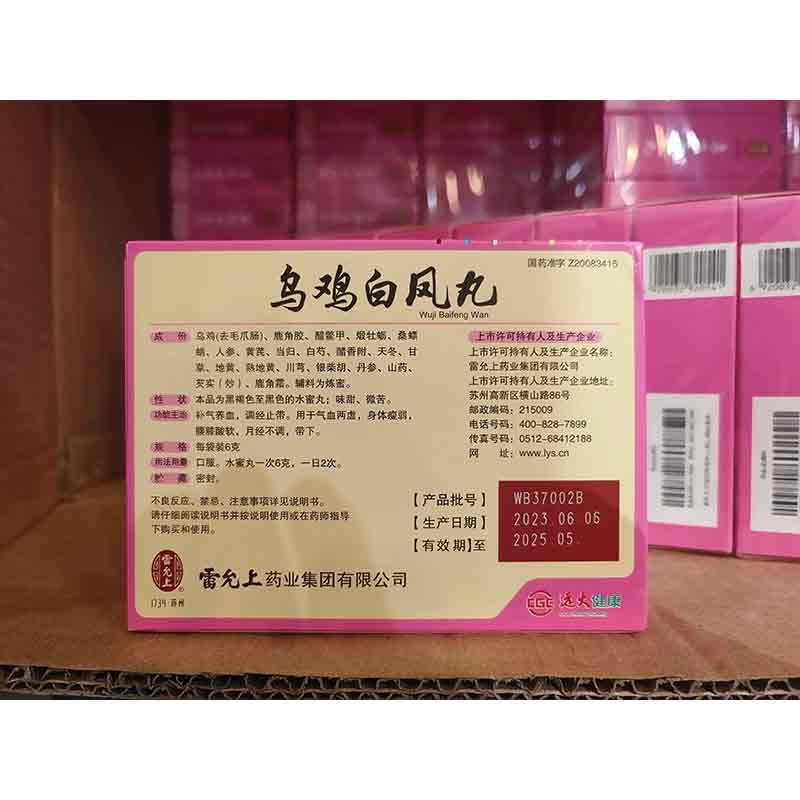 国药准字 Z20083415
乌鸡白凤丸
Wuji Baifeng Wan
成份 乌鸡(去毛爪肠)、鹿角胶、醋鳖甲、煅牡蛎、桑螵
蛸、人参、黄芪、当归、白芍、醋香附、天冬、甘
草、地黄、熟地黄、川芎、银柴胡、丹参、山药、
芡实（炒）、鹿角霜。辅料为炼蜜。
性状 本品为黑褐色至黑色的水蜜丸；味甜、微苦。
功能主治 补气养血，调经止带。用于气血两虚，身体瘦弱，
腰膝酸软，月经不调，带下。
规格 每袋装6克
用法用量 口服。水蜜丸一次6克，一日2次。
贮藏 密封。
不良反应、禁忌、注意事项详见说明书。
请仔细阅读说明书并按说明使用或在药师指导
下购买和使用。
上市许可持有人及生产企业
上市许可持有人及生产企业名称：
雷允上药业集团有限公司
上市许可持有人及生产企业地址：
苏州高新区横山路86号
邮政编码：215009
电话号码：400-828-7899
传真号码：0512-68412188
网 址：www.lys.cn
【产品批号】 WB37002B
【生产日期】 2023.06.06
【有效期】至 2025.05.
雷允上
1734·苏州
雷允上药业集团有限公司
CGC 远大健康